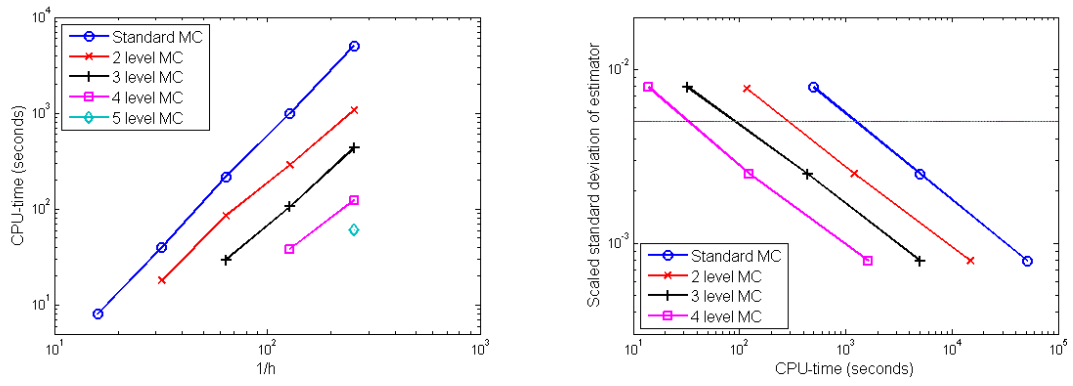 10^4
10^3
10^2
10^1
CPU-time (seconds)
Standard MC
2 level MC
3 level MC
4 level MC
5 level MC
10^1
10^2
10^3
1/h
10^-2
10^-3
Scaled standard deviation of estimator
Standard MC
2 level MC
3 level MC
4 level MC
10^1
10^2
10^3
10^4
10^5
CPU-time (seconds)